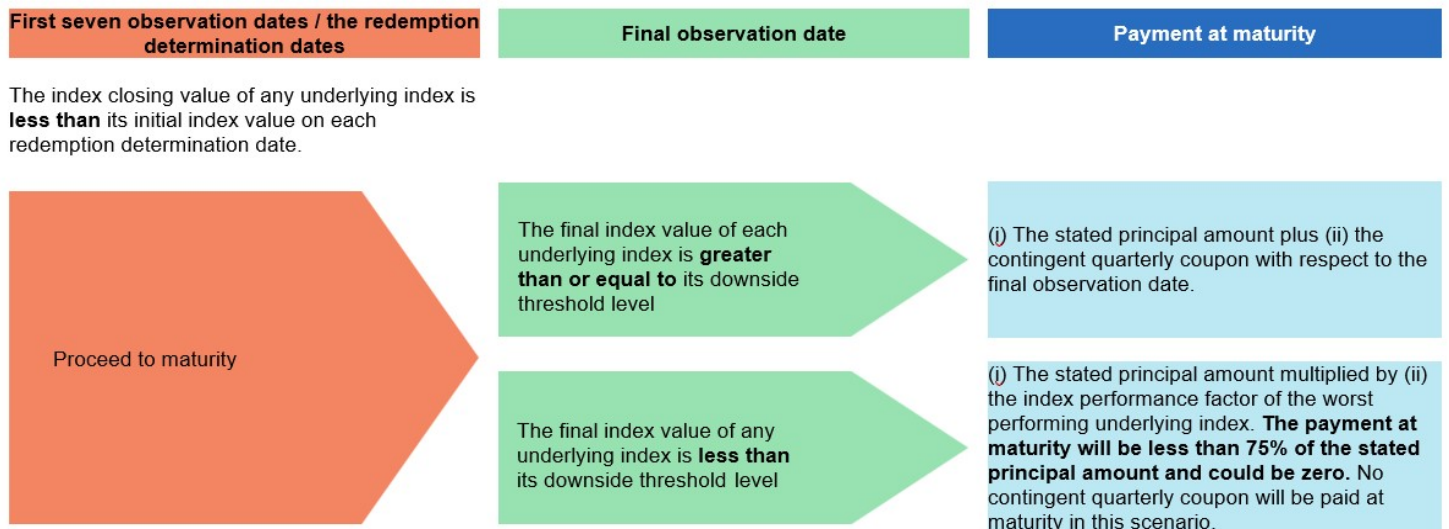 First seven observation dates / the redemption
determination dates
Final observation date
Payment at maturity
The index closing value of any underlying index is
less than its initial index value on each
redemption determination date.
Proceed to maturity
The final index value of each
underlying index is greater
than or equal to its downside
threshold level
(i) The stated principal amount plus (ii) the
contingent quarterly coupon with respect to the
final observation date.
The final index value of any
underlying index is less than
its downside threshold level
(i) The stated principal amount multiplied by (ii)
the index performance factor of the worst
performing underlying index. The payment at
maturity will be less than 75% of the stated
principal amount and could be zero. No
contingent quarterly coupon will be paid at
maturity in this scenario.